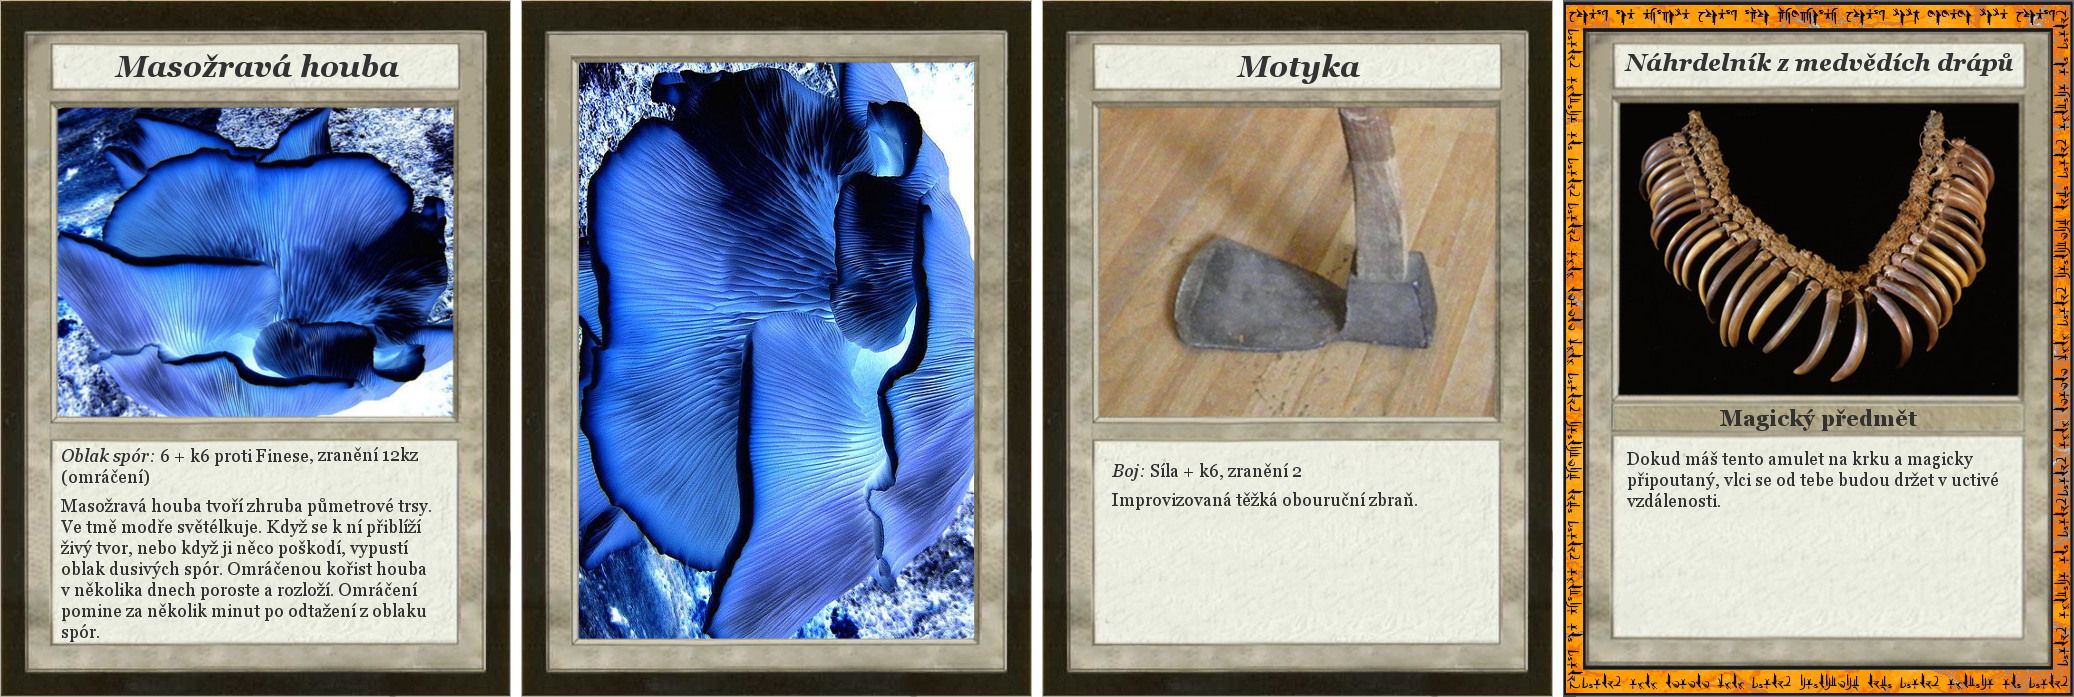 Masožravá houba
Oblak spór: 6 + k6 proti Finese, zranění 12kz
(omráčení)
Masožravá houba tvoří zhruba půmetrové trsy.
Ve tmě modře světélkuje. Když se k ní přiblíží
živý tvor, nebo když ji něco poškodí, vypustí
oblak dusivých spór. Omráčenou kořist houba
v několika dnech poroste a rozloží. Omráčení
pomine za několik minut po odtažení z oblaku
spór.
Motyka
Boj: Síla + k6, zranění 2
Improvizovaná těžká obouruční zbraň.
Náhrdelník z medvědích drápů
Magický předmět
Dokud máš tento amulet na krku a magicky
připoutaný, vlci se od tebe budou držet v uctivé
vzdálenosti.